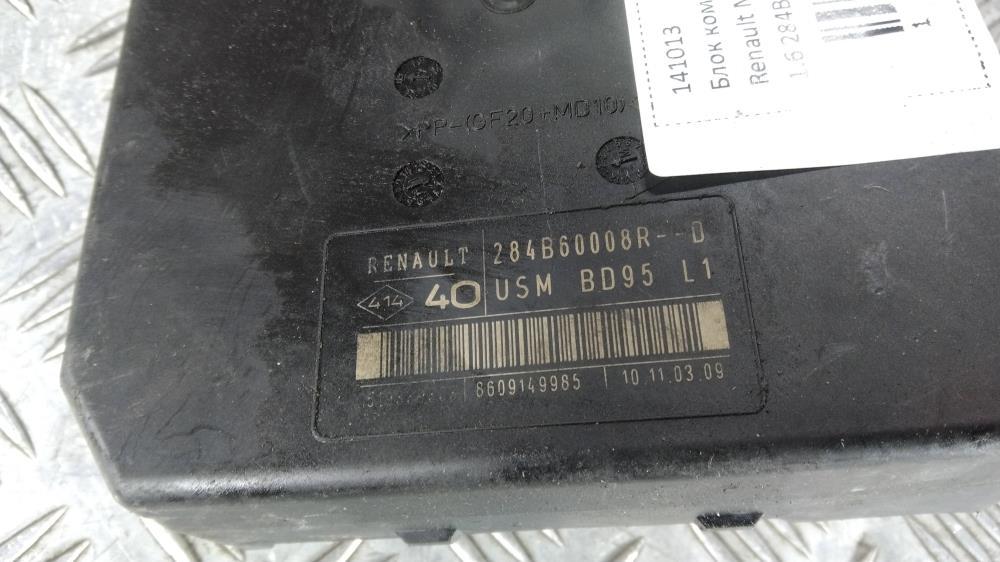 141013
Блок ком
Renault
1.6 284B
1
>PP-(GF20+MD10)
RENAULT 284B60008R--D
414 40 USM BD95 L1
8609149985 10.11.03.09